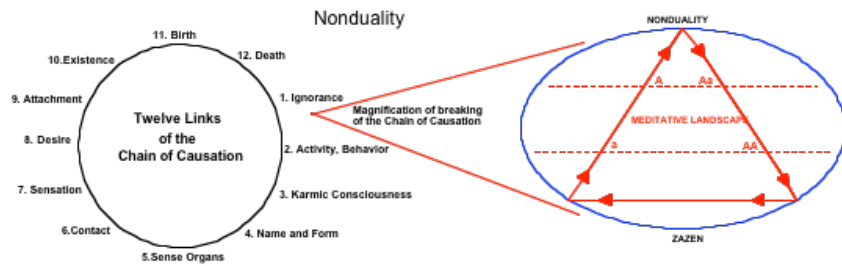 Nonduality
11. Birth
12. Death
1. Ignorance
2. Activity, Behavior
3. Karmic Consciousness
4. Name and Form
5.Sense Organs
6.Contact
7. Sensation
8. Desire
9. Attachment
10.Existence
Twelve Links
of the
Chain of Causation
Magnification of breaking
of the Chain of Causation
NONDUALITY
A
Aa
MEDITATIVE LANDSCAPE
a
AA
ZAZEN